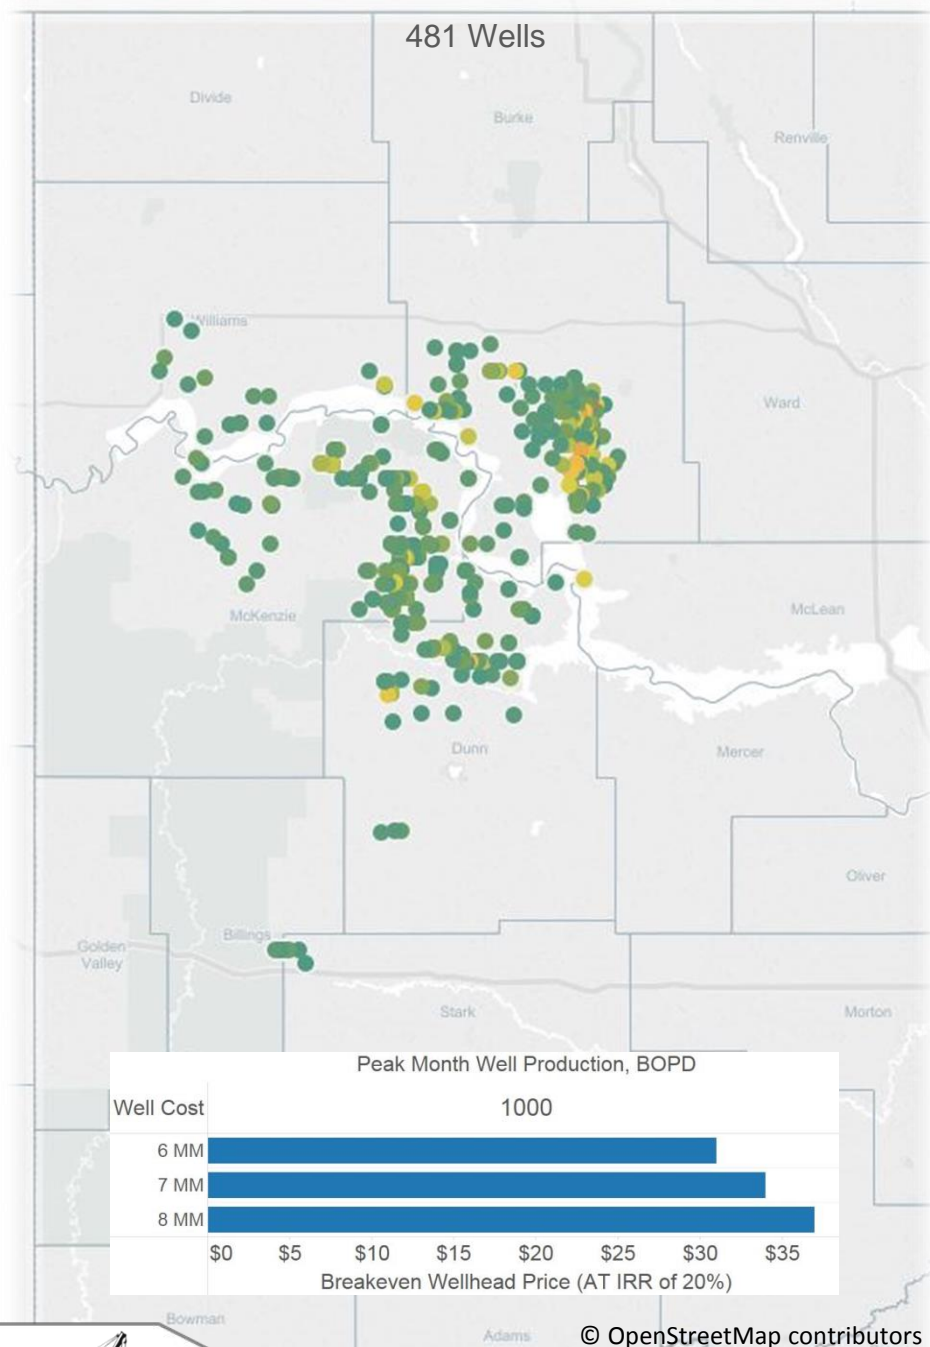 481 Wells
Divide
Burke
Renville
Williams
Ward
McKenzie
McLean
Dunn
Mercer
Oliver
Billings
Golden
Valley
Stark
Morton
Peak Month Well Production, BOPD
Well Cost
1000
6 MM
7 MM
8 MM
$0 $5 $10 $15 $20 $25 $30 $35
Breakeven Wellhead Price (AT IRR of 20%)
Bowman
Adams
© OpenStreetMap contributors